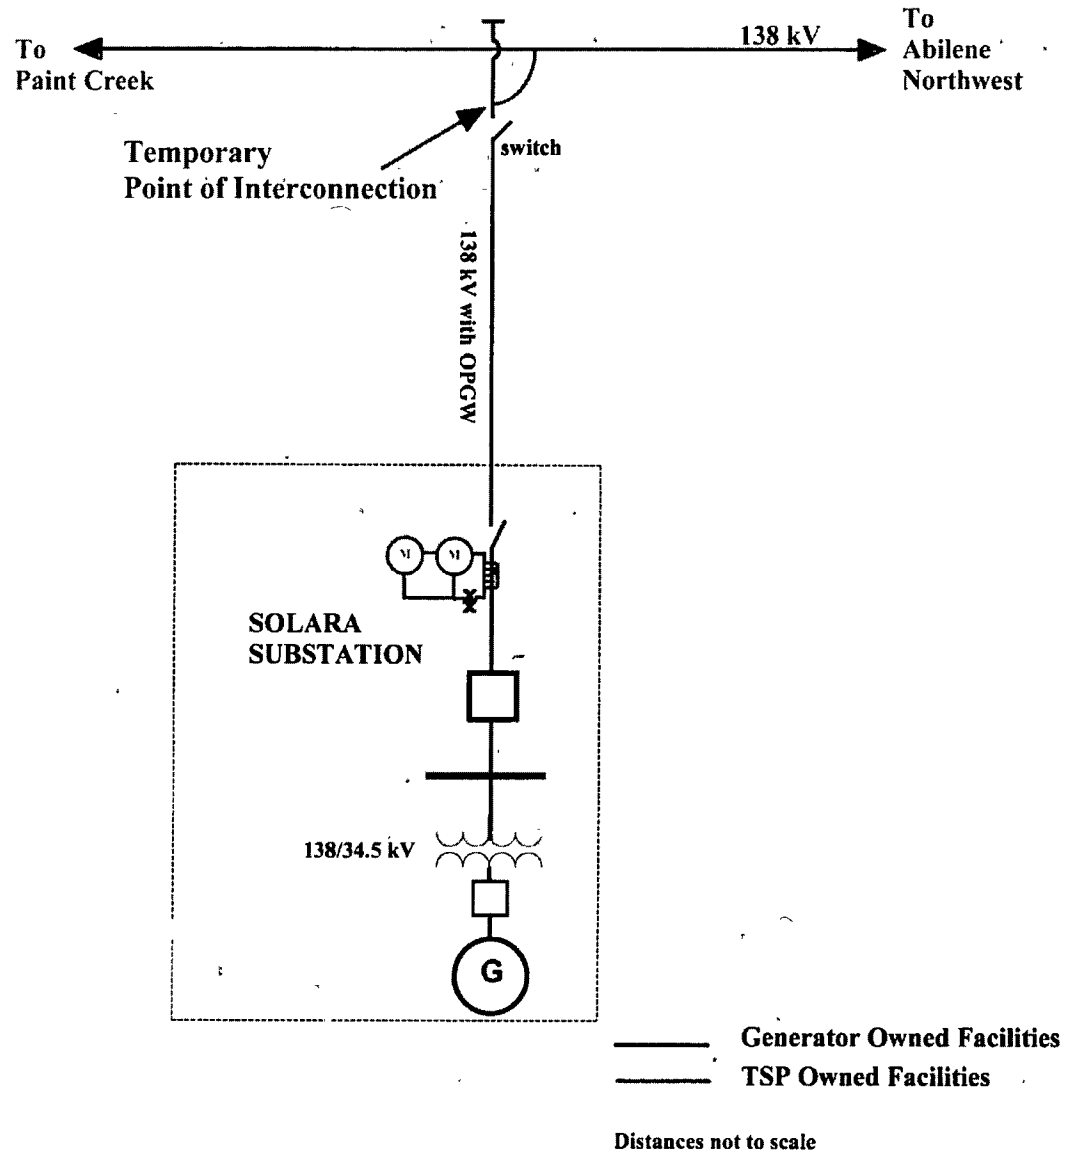 To
Paint Creek
138 kV
To
Abilene
Northwest
Temporary
Point of Interconnection
switch
138 kV with OPGW
M
M
SOLARA
SUBSTATION
138/34.5 kV
G
Generator Owned Facilities
TSP Owned Facilities
Distances not to scale